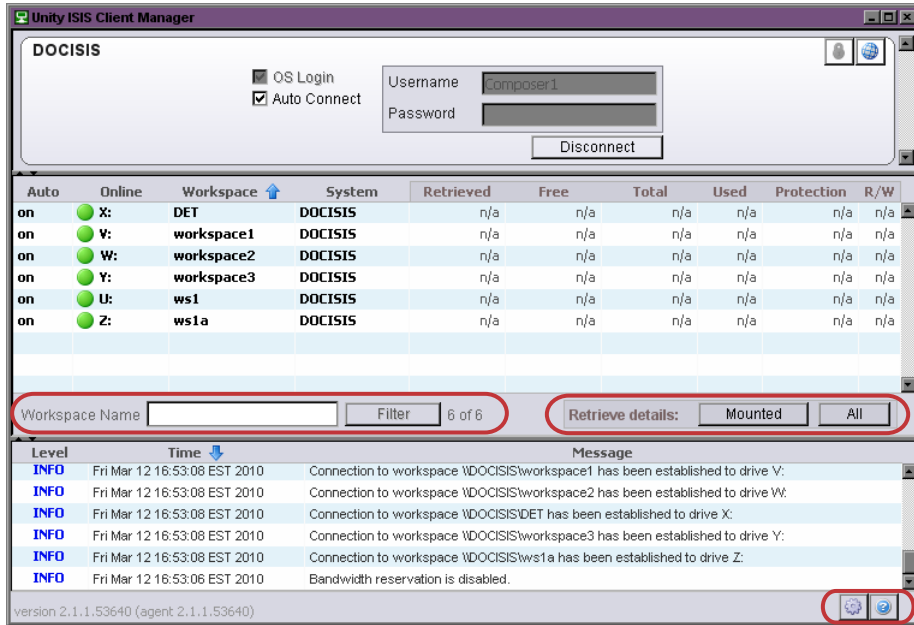 Unity ISIS Client Manager
DOCISIS
OS Login
Auto Connect
Username Composer1
Password
Disconnect
Auto Online Workspace System Retrieved Free Total Used Protection R/W
on X: DET DOCISIS n/a n/a n/a n/a n/a n/a
on V: workspace1 DOCISIS n/a n/a n/a n/a n/a n/a
on W: workspace2 DOCISIS n/a n/a n/a n/a n/a n/a
on Y: workspace3 DOCISIS n/a n/a n/a n/a n/a n/a
on U: ws1 DOCISIS n/a n/a n/a n/a n/a n/a
on Z: ws1a DOCISIS n/a n/a n/a n/a n/a n/a
Workspace Name Filter 6 of 6 Retrieve details: Mounted All
Level Time Message
INFO Fri Mar 12 16:53:08 EST 2010 Connection to workspace \\DOCISIS\workspace1 has been established to drive V:
INFO Fri Mar 12 16:53:08 EST 2010 Connection to workspace \\DOCISIS\workspace2 has been established to drive W:
INFO Fri Mar 12 16:53:08 EST 2010 Connection to workspace \\DOCISIS\DET has been established to drive X:
INFO Fri Mar 12 16:53:08 EST 2010 Connection to workspace \\DOCISIS\workspace3 has been established to drive Y:
INFO Fri Mar 12 16:53:08 EST 2010 Connection to workspace \\DOCISIS\ws1a has been established to drive Z:
INFO Fri Mar 12 16:53:06 EST 2010 Bandwidth reservation is disabled.
version 2.1.1.53640 (agent 2.1.1.53640)